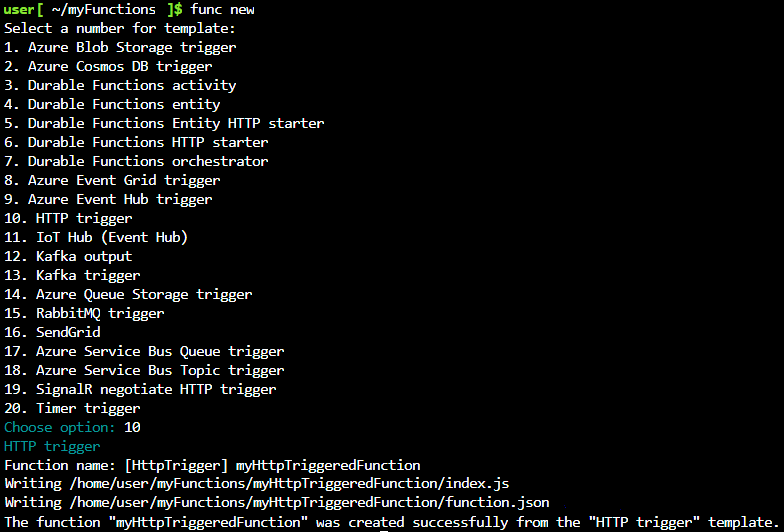 user[ ~/myFunctions ]$ func new
Select a number for template:
1. Azure Blob Storage trigger
2. Azure Cosmos DB trigger
3. Durable Functions activity
4. Durable Functions entity
5. Durable Functions Entity HTTP starter
6. Durable Functions HTTP starter
7. Durable Functions orchestrator
8. Azure Event Grid trigger
9. Azure Event Hub trigger
10. HTTP trigger
11. IoT Hub (Event Hub)
12. Kafka output
13. Kafka trigger
14. Azure Queue Storage trigger
15. RabbitMQ trigger
16. SendGrid
17. Azure Service Bus Queue trigger
18. Azure Service Bus Topic trigger
19. SignalR negotiate HTTP trigger
20. Timer trigger
Choose option: 10
HTTP trigger
Function name: [HttpTrigger] myHttpTriggeredFunction
Writing /home/user/myFunctions/myHttpTriggeredFunction/index.js
Writing /home/user/myFunctions/myHttpTriggeredFunction/function.json
The function "myHttpTriggeredFunction" was created successfully from the "HTTP trigger" template.